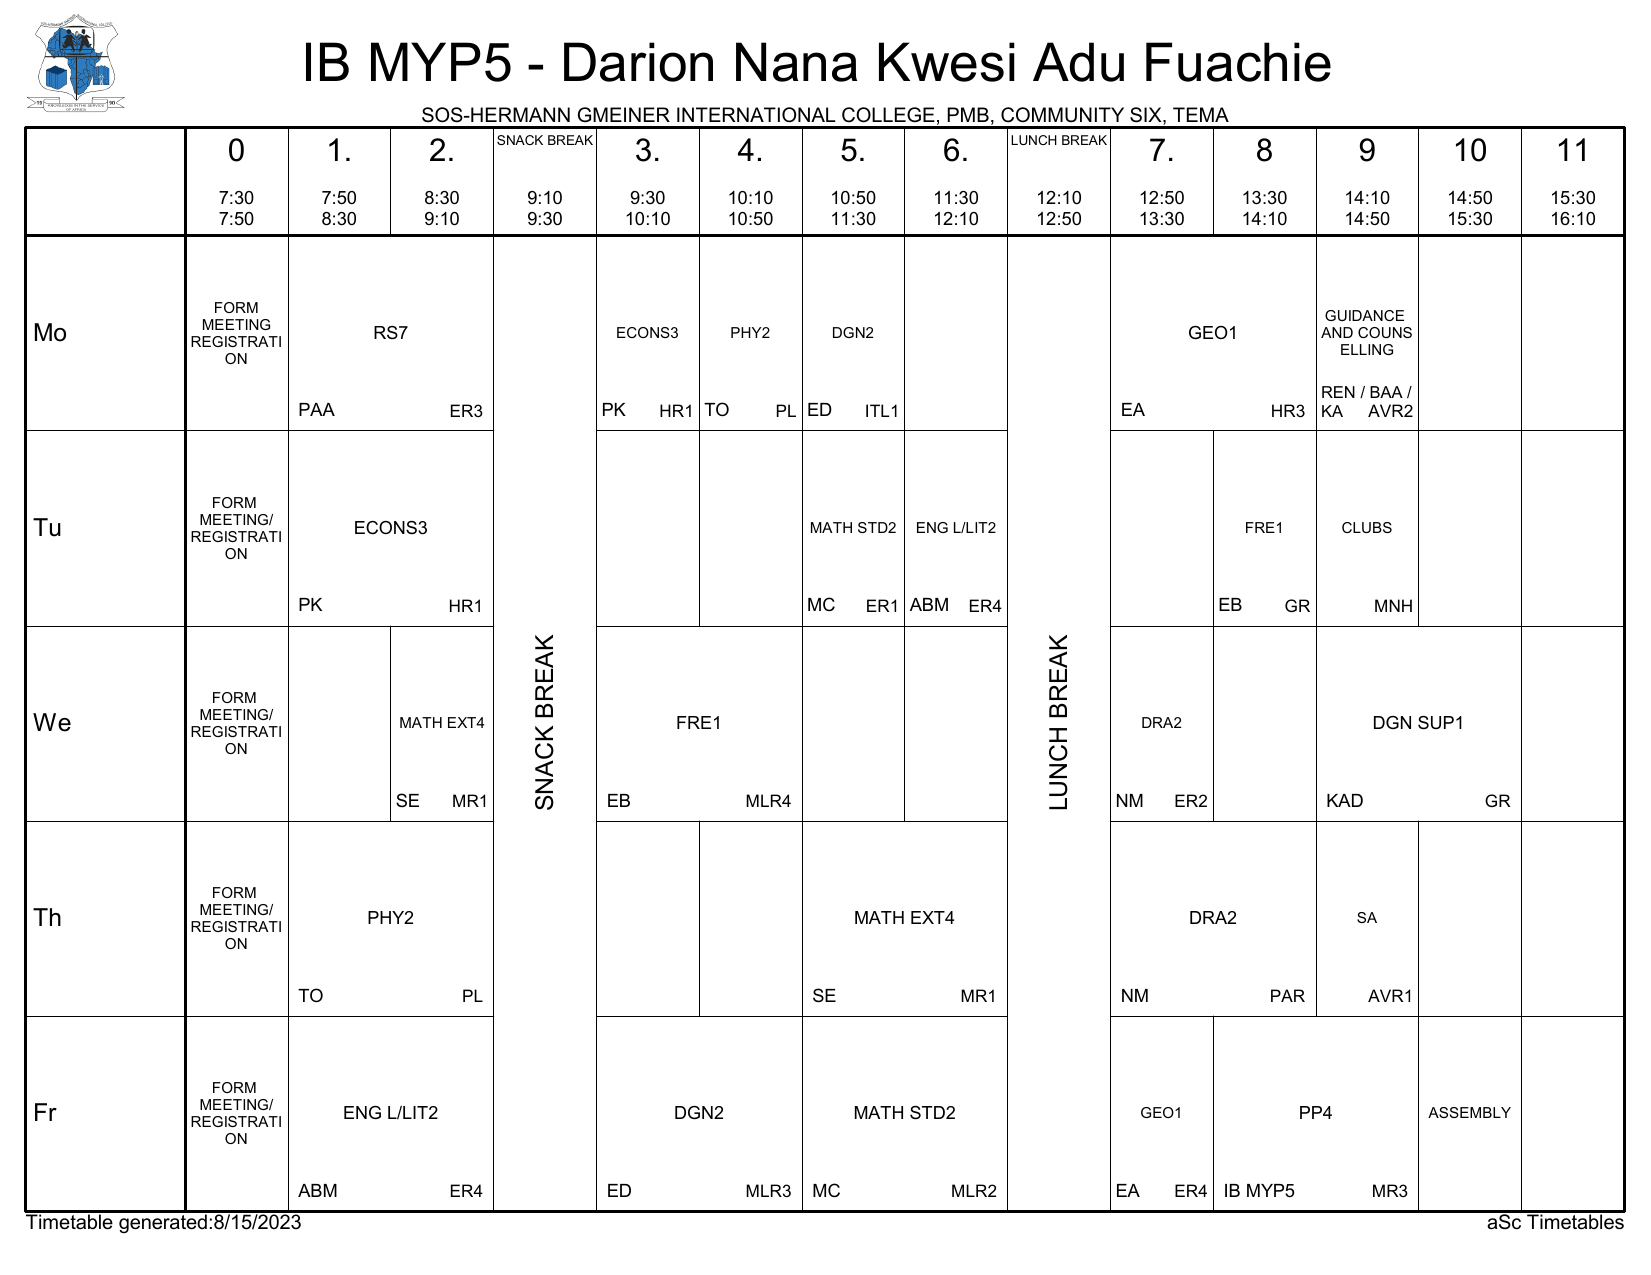 IB MYP5 - Darion Nana Kwesi Adu Fuachie
SOS-HERMANN GMEINER INTERNATIONAL COLLEGE, PMB, COMMUNITY SIX, TEMA
19 KNOWLEDGE IN THE SERVICE OF AFRICA 90
0 1. 2. SNACK BREAK 3. 4. 5. 6. LUNCH BREAK 7. 8 9 10 11
7:30 7:50 8:30 9:10 9:30 10:10 10:50 11:30 12:10 12:50 13:30 14:10 14:50 15:30
7:50 8:30 9:10 9:30 10:10 10:50 11:30 12:10 12:50 13:30 14:10 14:50 15:30 16:10
Mo
FORM
MEETING
REGISTRATI
ON
RS7
PAA ER3
ECONS3
PK HR1
PHY2
TO PL
DGN2
ED ITL1
GEO1
EA HR3
GUIDANCE
AND COUNS
ELLING
REN / BAA /
KA AVR2
Tu
FORM
MEETING/
REGISTRATI
ON
ECONS3
PK HR1
MATH STD2
MC ER1
ENG L/LIT2
ABM ER4
FRE1
EB GR
CLUBS
MNH
We
FORM
MEETING/
REGISTRATI
ON
MATH EXT4
SE MR1
SNACK BREAK
FRE1
EB MLR4
LUNCH BREAK
DRA2
NM ER2
DGN SUP1
KAD GR
Th
FORM
MEETING/
REGISTRATI
ON
PHY2
TO PL
MATH EXT4
SE MR1
DRA2
NM PAR
SA
AVR1
Fr
FORM
MEETING/
REGISTRATI
ON
ENG L/LIT2
ABM ER4
DGN2
ED MLR3
MATH STD2
MC MLR2
GEO1
EA ER4
PP4
IB MYP5 MR3
ASSEMBLY
Timetable generated:8/15/2023
aSc Timetables